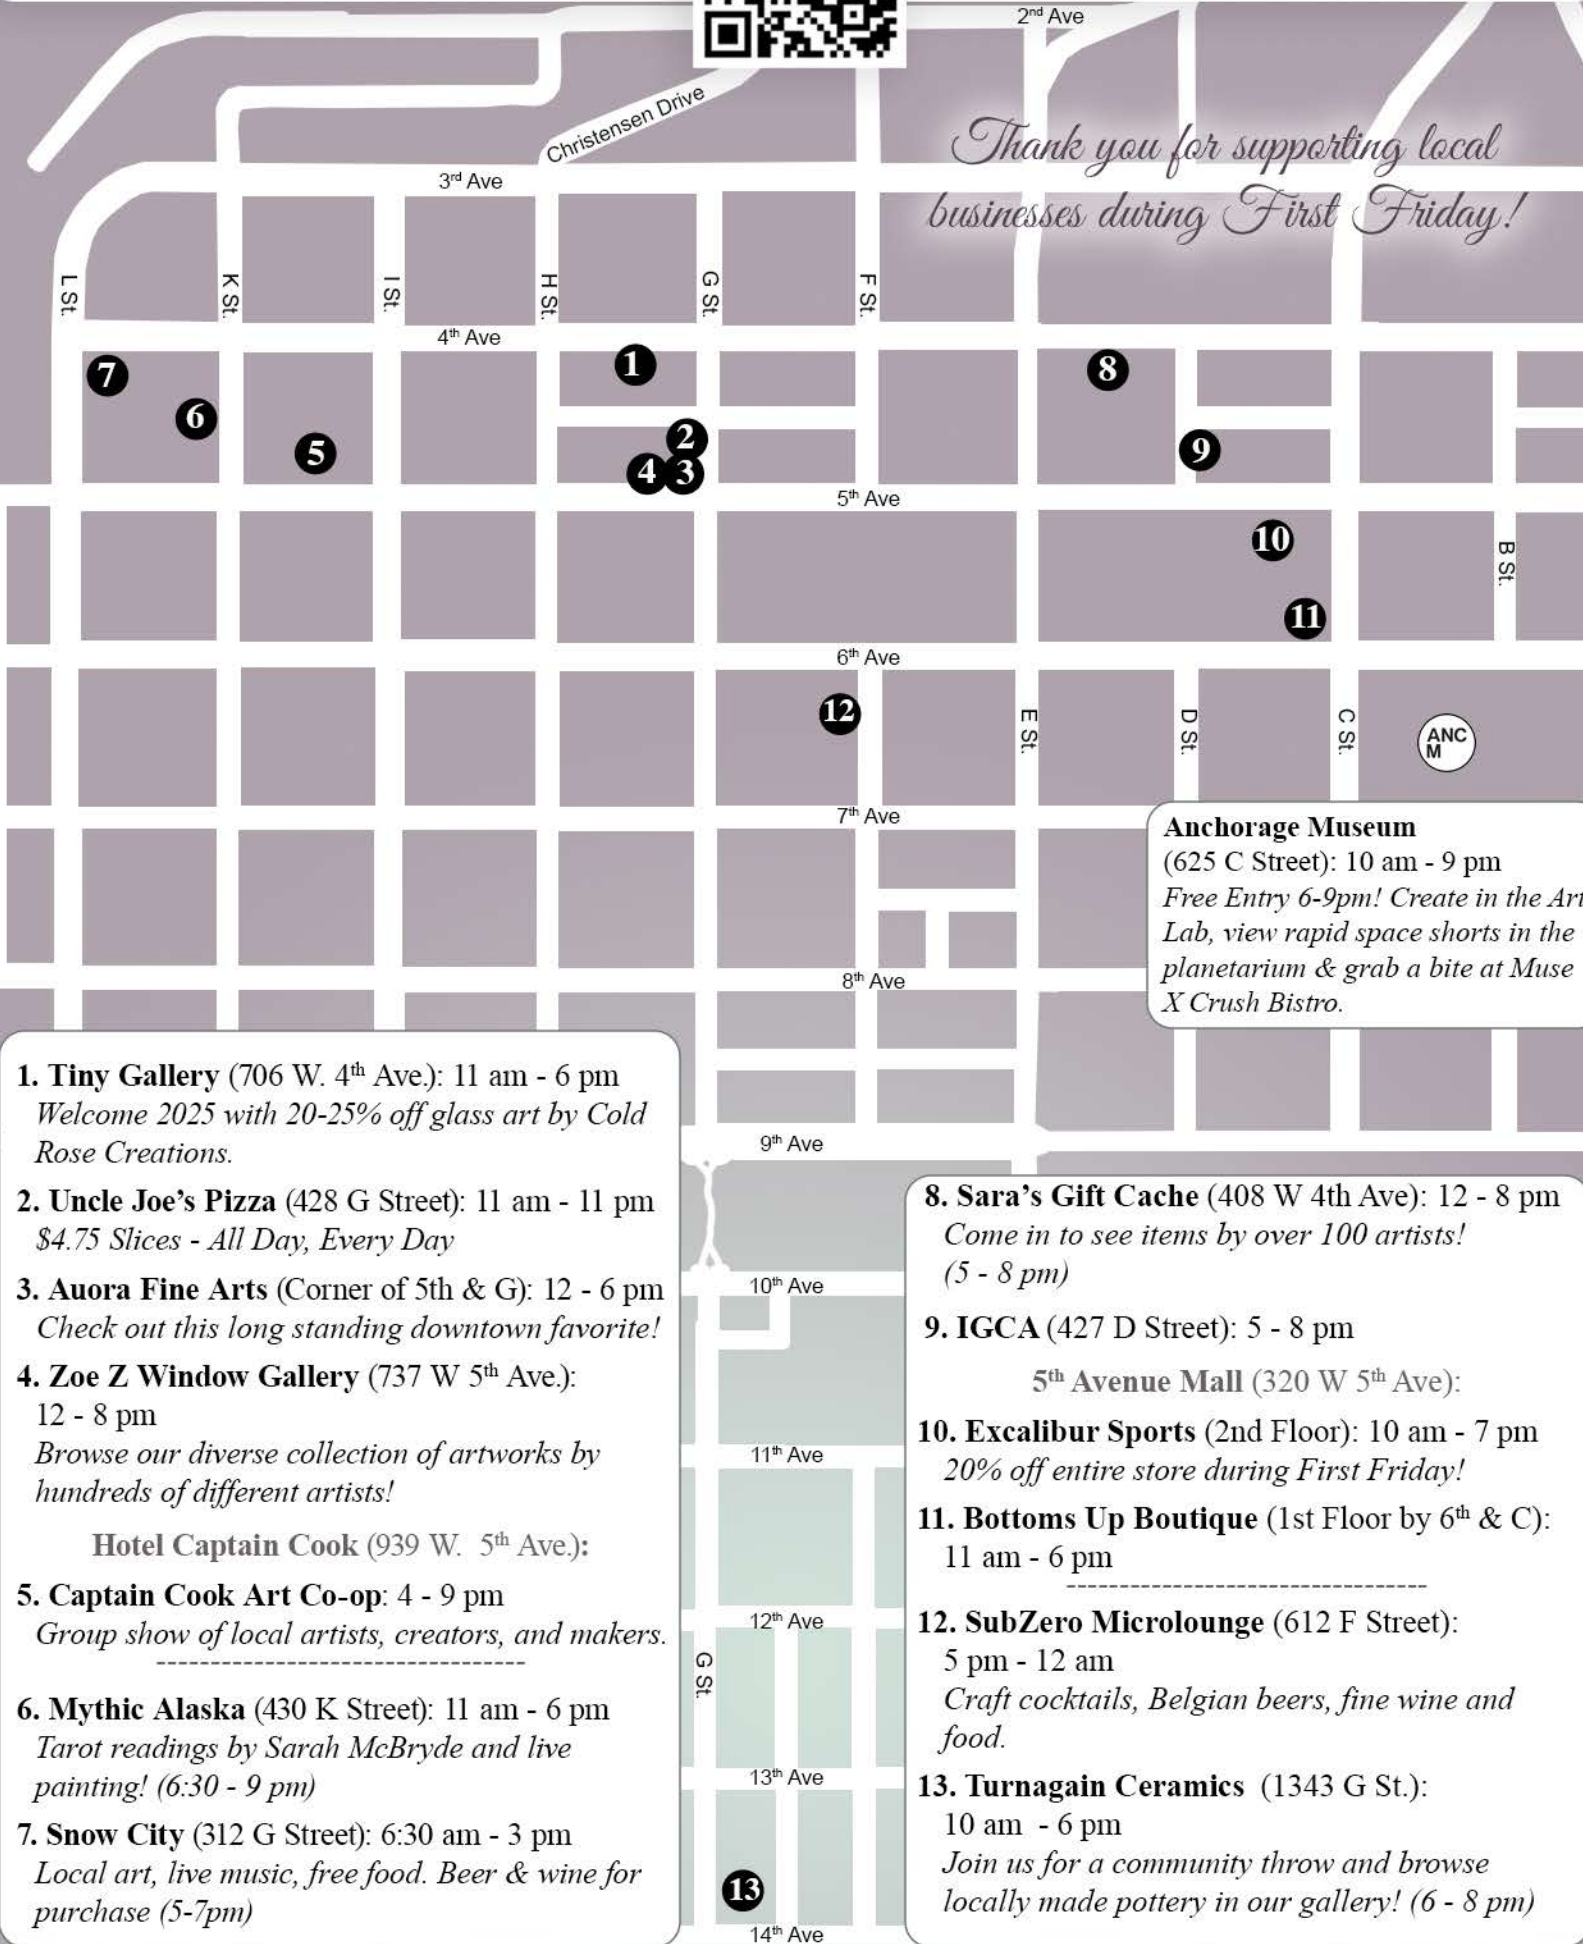 2nd Ave
Christensen Drive
Thank you for supporting local
businesses during First Friday!
3rd Ave
L St.
K St.
I St.
H St.
G St.
F St.
4th Ave
1
7
8
6
2
5
9
4
3
5th Ave
10
B St.
11
6th Ave
12
E St.
D St.
C St.
ANC
M
7th Ave
Anchorage Museum
(625 C Street): 10 am - 9 pm
Free Entry 6-9pm! Create in the Art
Lab, view rapid space shorts in the
planetarium & grab a bite at Muse
X Crush Bistro.
8th Ave
1. Tiny Gallery (706 W. 4th Ave.): 11 am - 6 pm
Welcome 2025 with 20-25% off glass art by Cold
Rose Creations.
2. Uncle Joe's Pizza (428 G Street): 11 am - 11 pm
$4.75 Slices - All Day, Every Day
3. Auora Fine Arts (Corner of 5th & G): 12 - 6 pm
Check out this long standing downtown favorite!
4. Zoe Z Window Gallery (737 W 5th Ave.):
12 - 8 pm
Browse our diverse collection of artworks by
hundreds of different artists!
Hotel Captain Cook (939 W. 5th Ave.):
5. Captain Cook Art Co-op: 4 - 9 pm
Group show of local artists, creators, and makers.
----------------------------------
6. Mythic Alaska (430 K Street): 11 am - 6 pm
Tarot readings by Sarah McBryde and live
painting! (6:30 - 9 pm)
7. Snow City (312 G Street): 6:30 am - 3 pm
Local art, live music, free food. Beer & wine for
purchase (5-7pm)
9th Ave
10th Ave
11th Ave
12th Ave
G St.
13th Ave
13
14th Ave
8. Sara's Gift Cache (408 W 4th Ave): 12 - 8 pm
Come in to see items by over 100 artists!
(5 - 8 pm)
9. IGCA (427 D Street): 5 - 8 pm
5th Avenue Mall (320 W 5th Ave):
10. Excalibur Sports (2nd Floor): 10 am - 7 pm
20% off entire store during First Friday!
11. Bottoms Up Boutique (1st Floor by 6th & C):
11 am - 6 pm
---------------------------------
12. SubZero Microlounge (612 F Street):
5 pm - 12 am
Craft cocktails, Belgian beers, fine wine and
food.
13. Turnagain Ceramics (1343 G St.):
10 am - 6 pm
Join us for a community throw and browse
locally made pottery in our gallery! (6 - 8 pm)